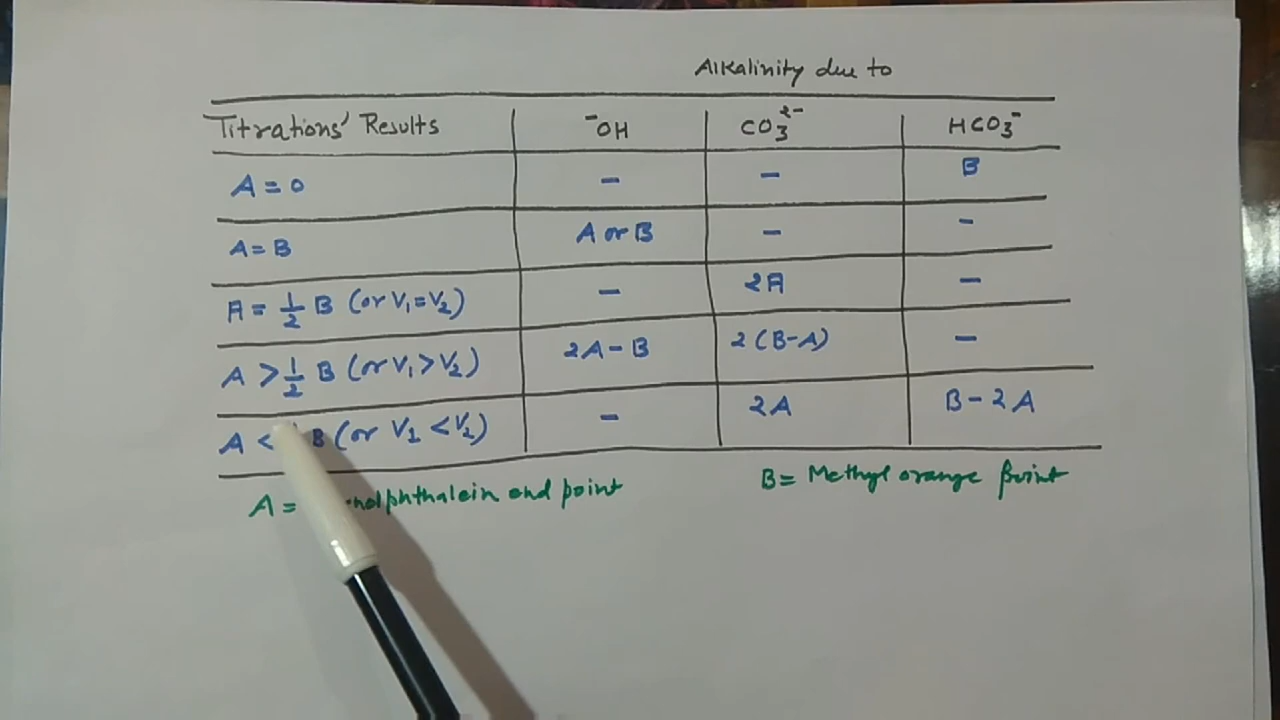 Alkalinity due to
Titrations' Results ⁻OH CO₃²⁻ HCO₃⁻
A = 0 - - B
A = B A or B - -
A = 1/2 B (or V₁ = V₂) - 2A -
A > 1/2 B (or V₁ > V₂) 2A - B 2(B-A) -
A < B (or V₁ < V₂) - 2A B - 2A
A = end point B = Methyl orange point